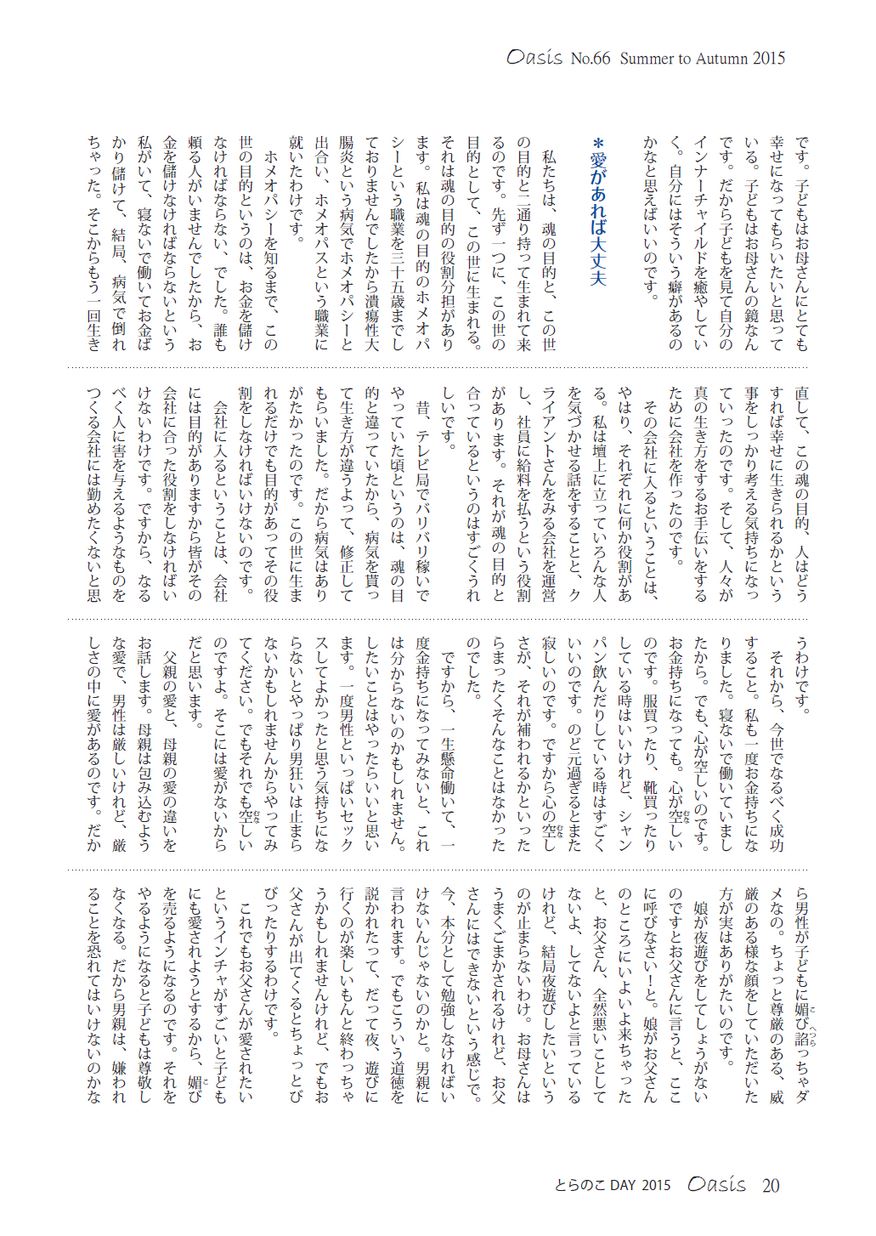 Oasis No.66 Summer to Autumn 2015
です。子どもはお母さんにとても
幸せになってもらいたいと思って
いる。子どもはお母さんの鏡なん
です。だから子どもを見て自分の
インナーチャイルドを癒やしてい
く。自分にはそういう癖があるの
かなと思えばいいのです。
＊愛があれば大丈夫
私たちは、魂の目的と、この世
の目的と二通り持って生まれて来
るのです。先ず一つに、この世の
目的として、この世に生まれる。
それは魂の目的の役割分担があり
ます。私は魂の目的のホメオパ
シーという職業を三十五歳までし
ておりませんでしたから潰瘍性大
腸炎という病気でホメオパシーと
出合い、ホメオパスという職業に
就いたわけです。
ホメオパシーを知るまで、この
世の目的というのは、お金を儲け
なければならない、でした。誰も
頼る人がいませんでしたから、お
金を儲けなければならないという
私がいて、寝ないで働いてお金ば
かり儲けて、結局、病気で倒れ
ちゃった。そこからもう一回生き
直して、この魂の目的、人はどう
すれば幸せに生きられるかという
事をしっかり考える気持ちになっ
ていったのです。そして、人々が
真の生き方をするお手伝いをする
ために会社を作ったのです。
その会社に入るということは、
やはり、それぞれに何か役割があ
る。私は壇上に立っていろんな人
を気づかせる話をすることと、ク
ライアントさんをみる会社を運営
し、社員に給料を払うという役割
があります。それが魂の目的と
合っているというのはすごくうれ
しいです。
昔、テレビ局でバリバリ稼いで
やっていた頃というのは、魂の目
的と違っていたから、病気を貰っ
て生き方が違うよって、修正して
もらいました。だから病気はあり
がたかったのです。この世に生ま
れるだけでも目的があってその役
割をしなければいけないのです。
会社に入るということは、会社
には目的がありますから皆がその
会社に合った役割をしなければい
けないわけです。ですから、なる
べく人に害を与えるようなものを
つくる会社には勤めたくないと思
うわけです。
それから、今世でなるべく成功
すること。私も一度お金持ちにな
りました。寝ないで働いていまし
たから。でも、心が空しいのです。
お金持ちになっても。心が空しい
のです。服買ったり、靴買ったり
している時はいいけれど、シャン
パン飲んだりしている時はすごく
いいのです。のど元過ぎるとまた
寂しいのです。ですから心の空し
さが、それが補われるかといった
らまったくそんなことはなかった
のでした。
ですから、一生懸命働いて、一
度金持ちになってみないと、これ
は分からないのかもしれません。
したいことはやったらいいと思い
ます。一度男性といっぱいセック
スしてよかったと思う気持ちにな
らないとやっぱり男狂いは止まら
ないかもしれませんからやってみ
てください。でもそれでも空しい
のですよ。そこには愛がないから
だと思います。
父親の愛と、母親の愛の違いを
お話します。母親は包み込むよう
な愛で、男性は厳しいけれど、厳
しさの中に愛があるのです。だか
ら男性が子どもに媚び諂っちゃダ
メなの。ちょっと尊厳のある、威
厳のある様な顔をしていただいた
方が実はありがたいのです。
娘が夜遊びをしてしょうがない
のですとお父さんに言うと、ここ
に呼びなさい！と。娘がお父さん
のところにいよいよ来ちゃった
と、お父さん、全然悪いことして
ないよ、してないよと言っている
けれど、結局夜遊びしたいという
のが止まらないわけ。お母さんは
うまくごまかされるけれど、お父
さんにはできないという感じで。
今、本分として勉強しなければい
けないんじゃないのかと。男親に
言われます。でもこういう道徳を
説かれたって、だって夜、遊びに
行くのが楽しいもんと終わっちゃ
うかもしれませんけれど、でもお
父さんが出てくるとちょっとび
びったりするわけです。
これでもお父さんが愛されたい
というインチャがすごいと子ども
にも愛されようとするから、媚び
を売るようになるのです。それを
やるようになると子どもは尊敬し
なくなる。だから男親は、嫌われ
ることを恐れてはいけないのかな
とらのこ DAY 2015 Oasis 20